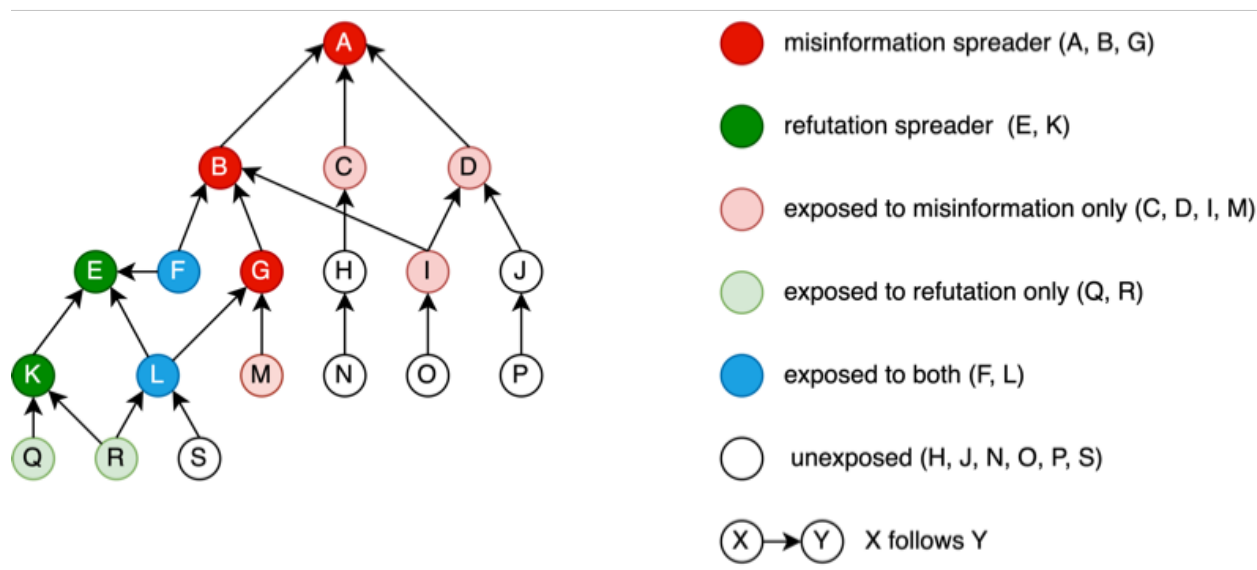 A
B
C
D
E
F
G
H
I
J
K
L
M
N
O
P
Q
R
S
misinformation spreader (A, B, G)
refutation spreader (E, K)
exposed to misinformation only (C, D, I, M)
exposed to refutation only (Q, R)
exposed to both (F, L)
unexposed (H, J, N, O, P, S)
X Y X follows Y